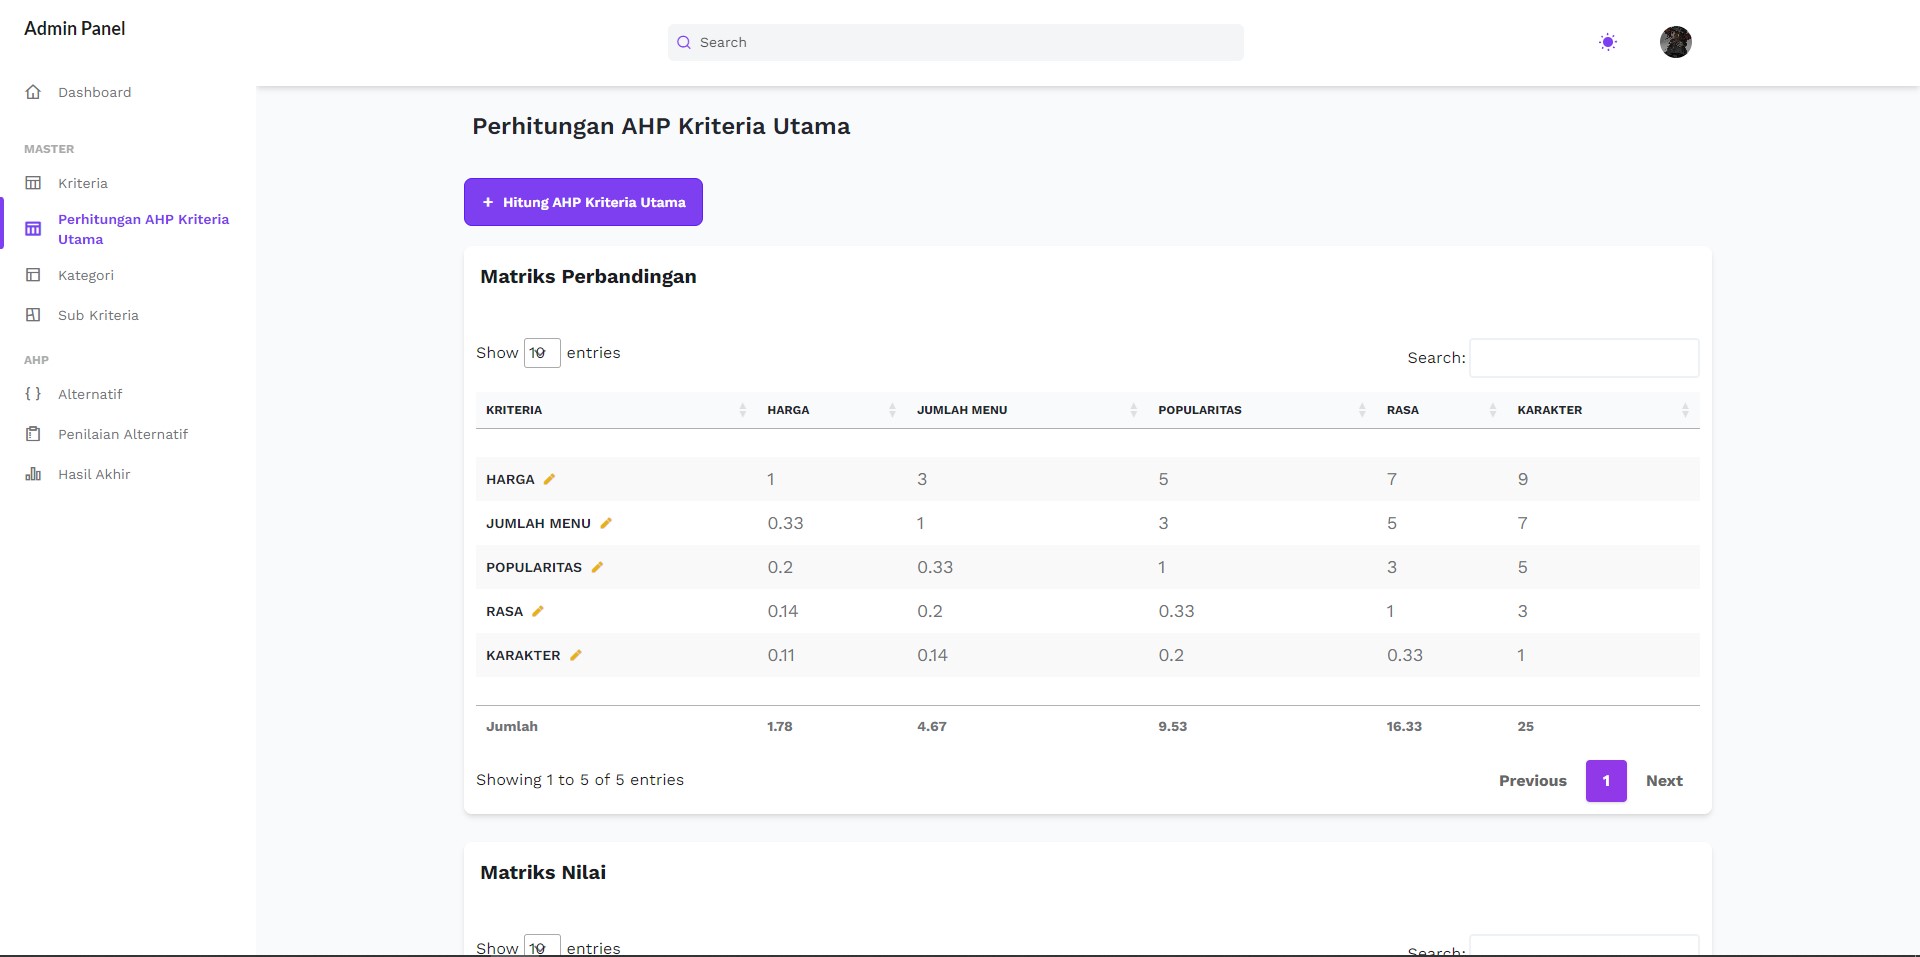 Admin Panel
Search
Dashboard
MASTER
Kriteria
Perhitungan AHP Kriteria
Utama
Kategori
Sub Kriteria
AHP
Alternatif
Penilaian Alternatif
Hasil Akhir
Perhitungan AHP Kriteria Utama
+ Hitung AHP Kriteria Utama
Matriks Perbandingan
Show 10 entries
Search:
KRITERIA HARGA JUMLAH MENU POPULARITAS RASA KARAKTER
HARGA 1 3 5 7 9
JUMLAH MENU 0.33 1 3 5 7
POPULARITAS 0.2 0.33 1 3 5
RASA 0.14 0.2 0.33 1 3
KARAKTER 0.11 0.14 0.2 0.33 1
Jumlah 1.78 4.67 9.53 16.33 25
Showing 1 to 5 of 5 entries
Previous 1 Next
Matriks Nilai
Show 10 entries
Search: